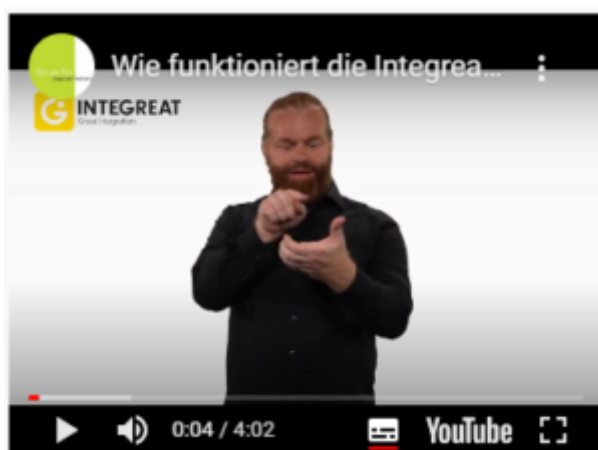 Wie funktioniert die Integrea...
INTEGREAT
Great Integration.
0:04 / 4:02
YouTube